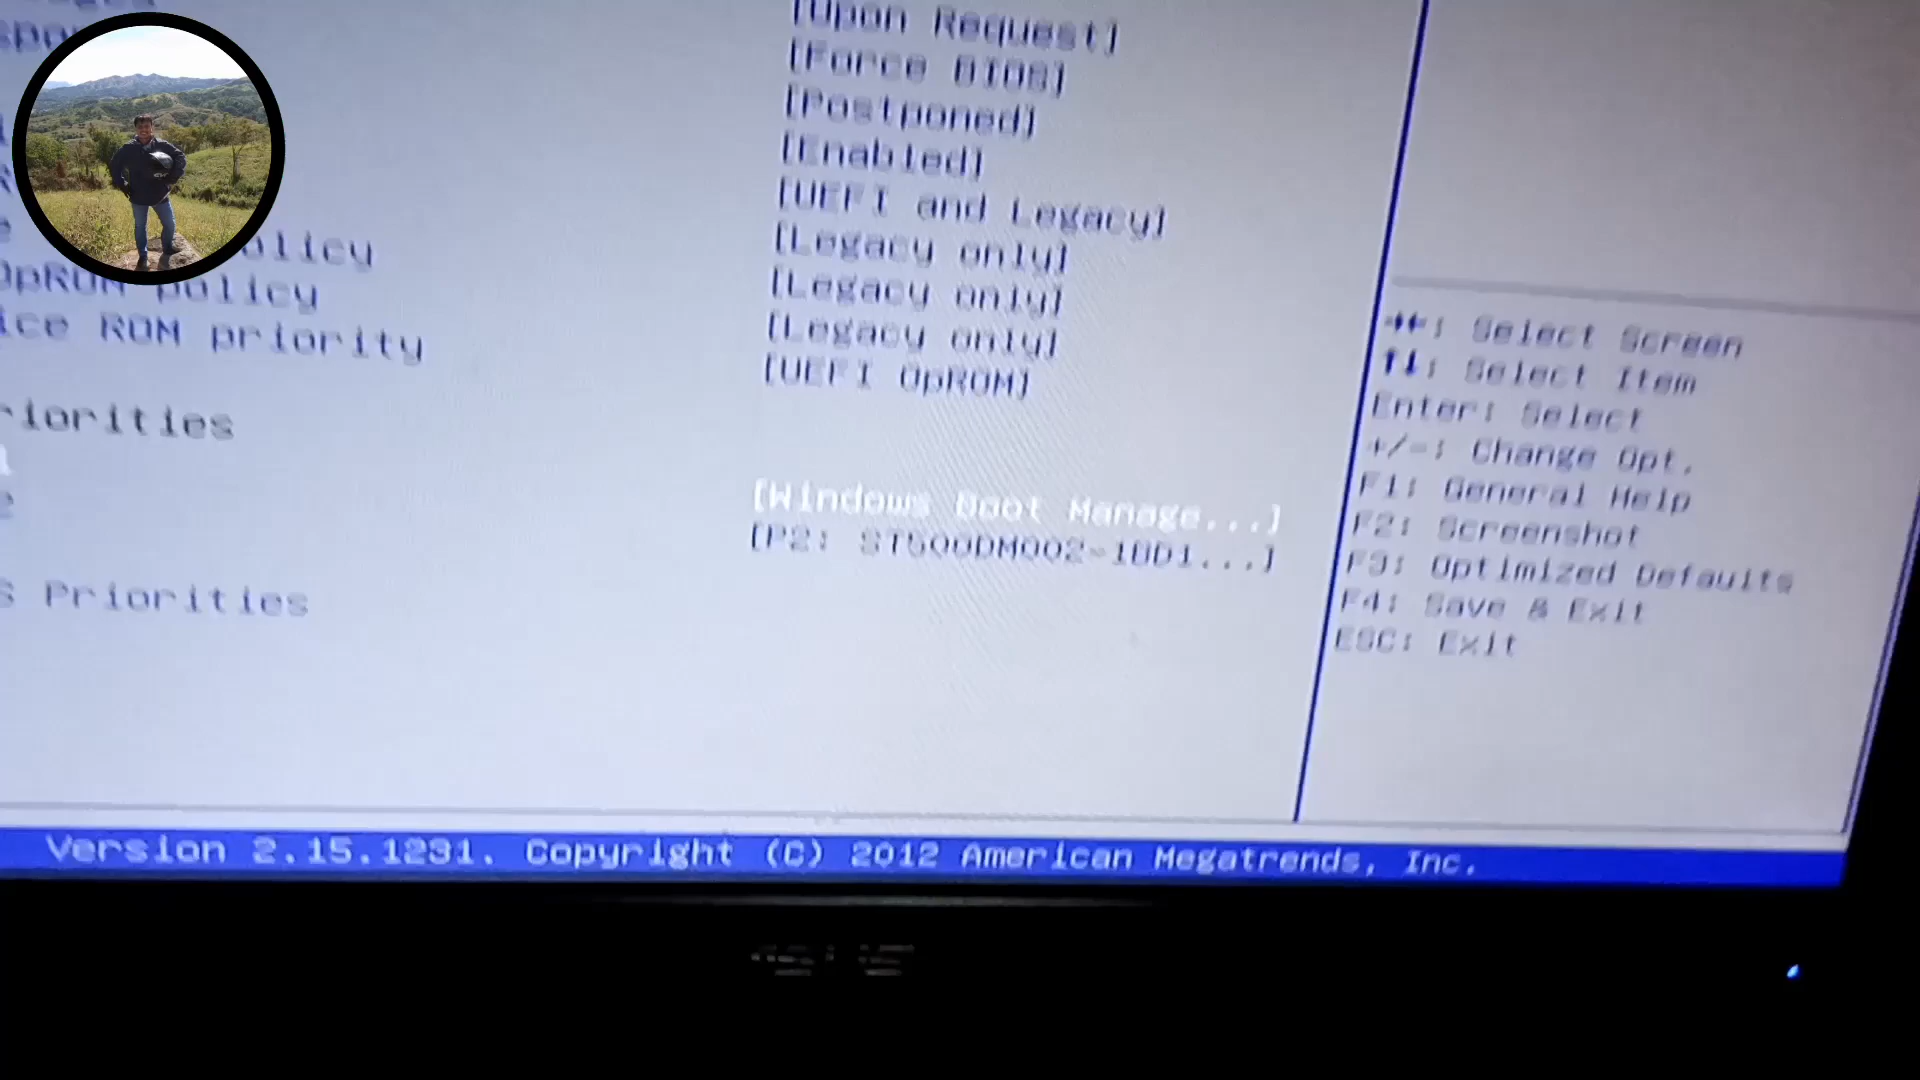 [Upon Request]
[Force BIOS]
[Postponed]
[Enabled]
[UEFI and Legacy]
olicy [Legacy only]
OpROM policy [Legacy only]
ice ROM priority [Legacy only]
[UEFI OpROM]
riorities
[Windows Boot Manage...]
[P2: ST500DM002-1BD1...]
S Priorities
→←: Select Screen
↑↓: Select Item
Enter: Select
+/-: Change Opt.
F1: General Help
F2: Screenshot
F3: Optimized Defaults
F4: Save & Exit
ESC: Exit
Version 2.15.1231. Copyright (C) 2012 American Megatrends, Inc.